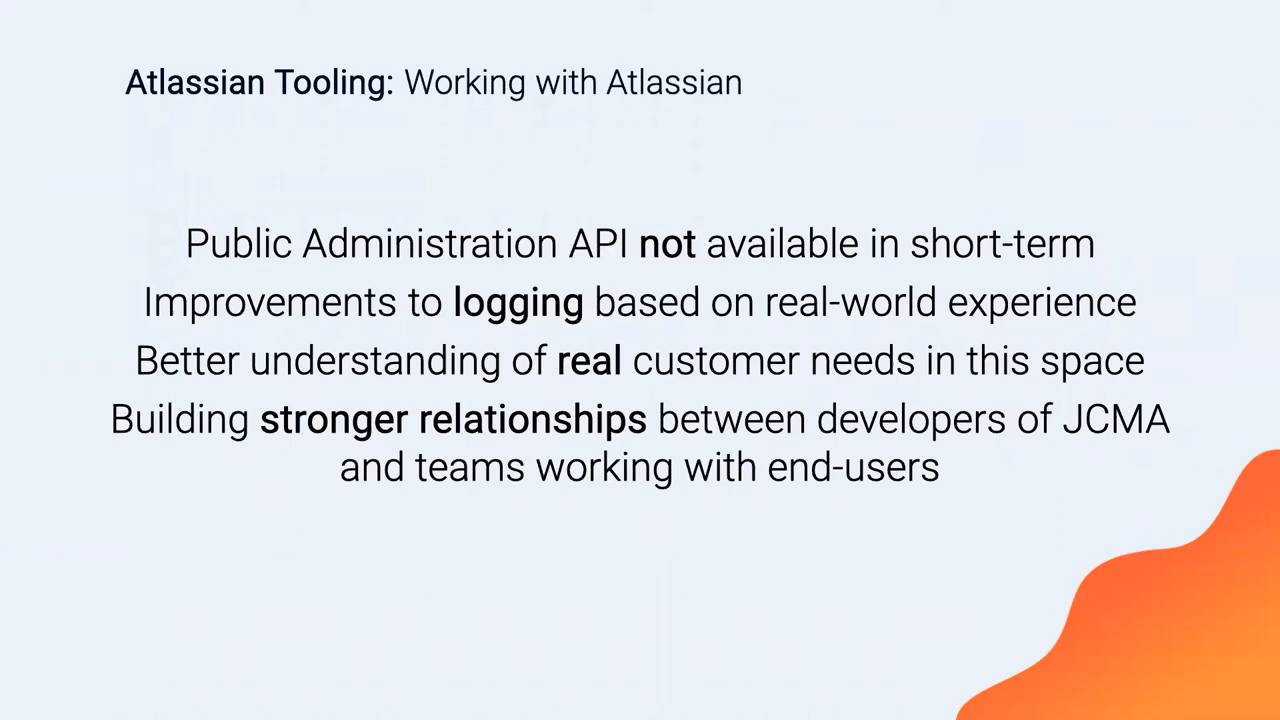 Atlassian Tooling: Working with Atlassian
Public Administration API not available in short-term
Improvements to logging based on real-world experience
Better understanding of real customer needs in this space
Building stronger relationships between developers of JCMA
and teams working with end-users